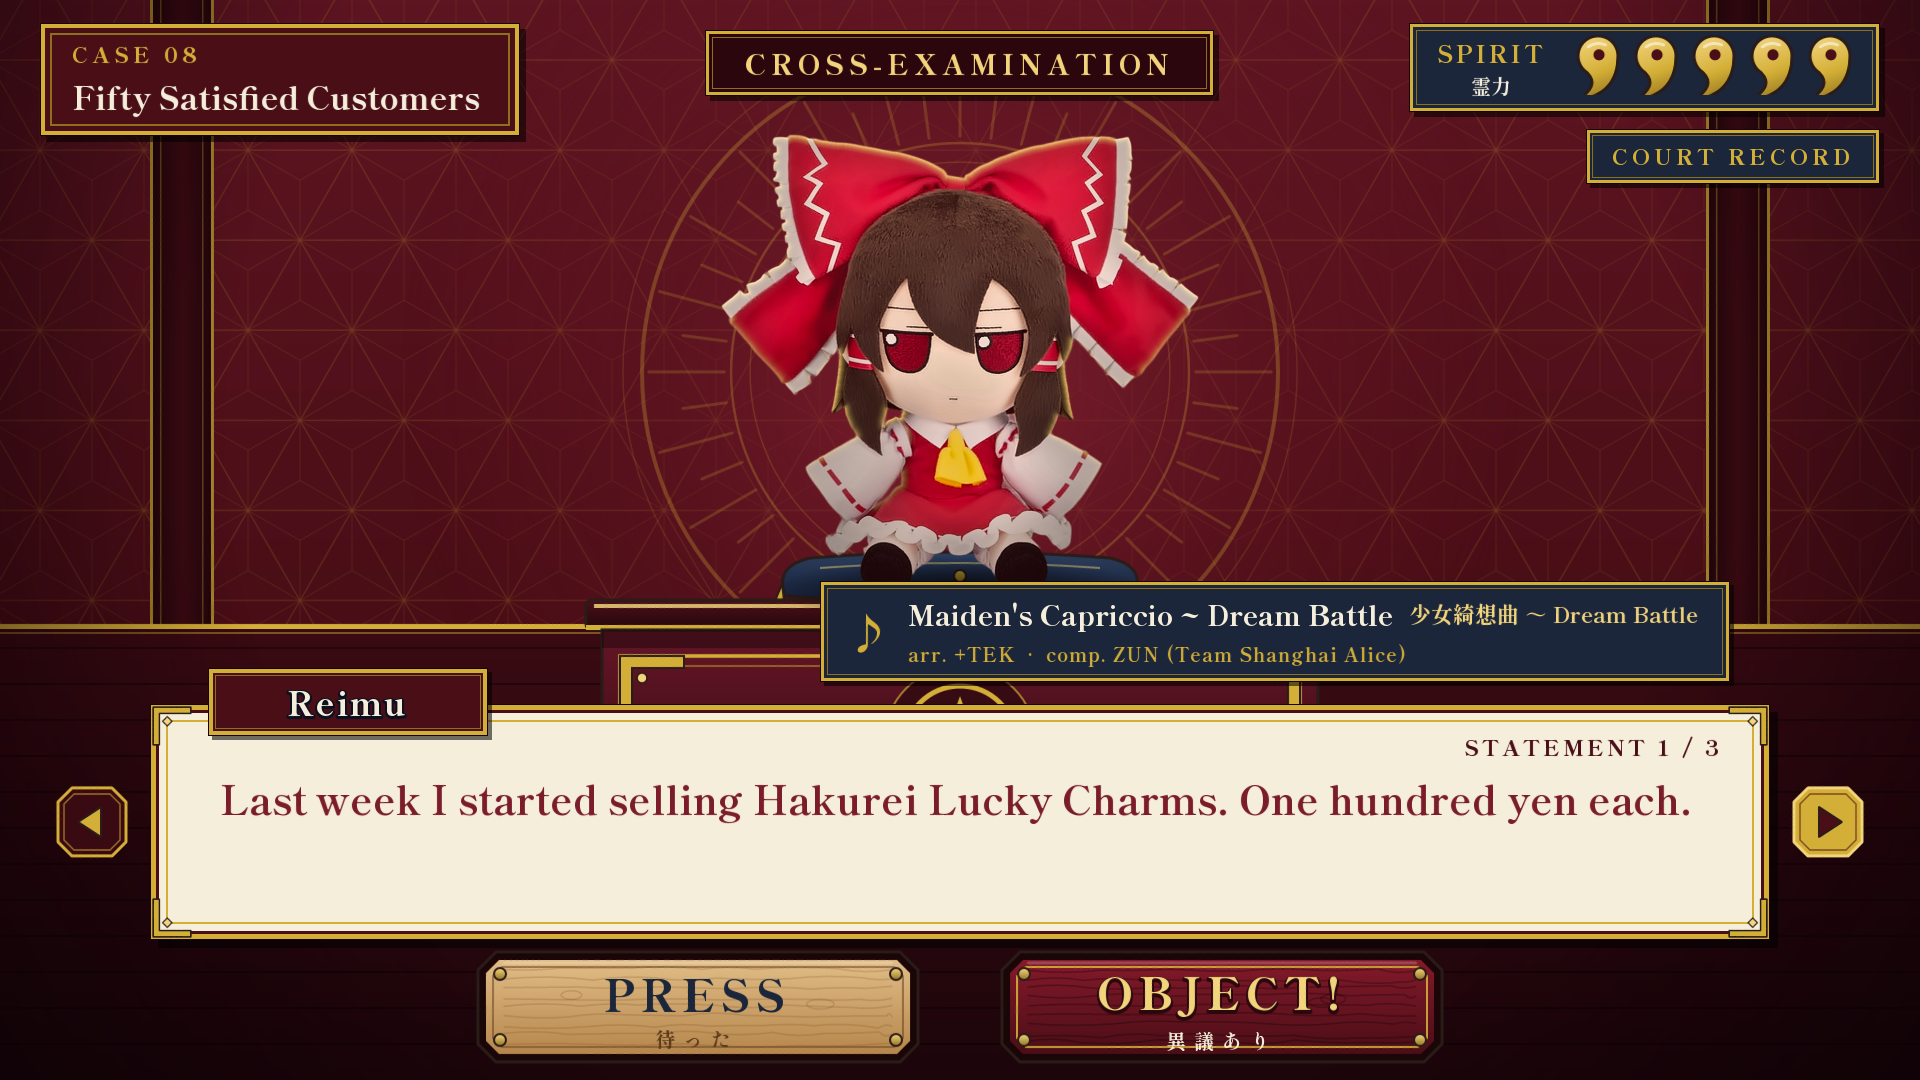 CASE 08
Fifty Satisfied Customers
CROSS-EXAMINATION
SPIRIT
霊力
COURT RECORD
Maiden's Capriccio ~ Dream Battle 少女綺想曲 ～ Dream Battle
arr. +TEK · comp. ZUN (Team Shanghai Alice)
Reimu
STATEMENT 1 / 3
Last week I started selling Hakurei Lucky Charms. One hundred yen each.
PRESS
待った
OBJECT!
異議あり